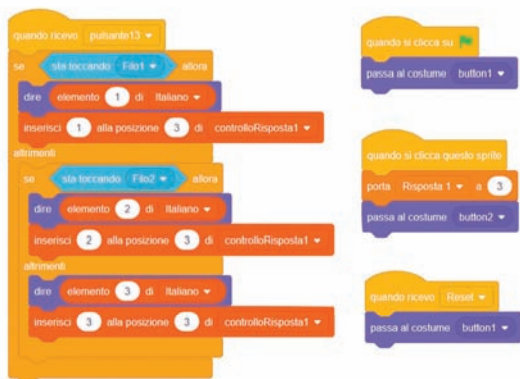 quando ricevo pulsante13
se sta toccando Filo1 allora
dire elemento 1 di Italiano
inserisci 1 alla posizione 3 di controlloRisposta1
altrimenti
se sta toccando Filo2 allora
dire elemento 2 di Italiano
inserisci 2 alla posizione 3 di controlloRisposta1
altrimenti
dire elemento 3 di Italiano
inserisci 3 alla posizione 3 di controlloRisposta1
quando si clicca su
passa al costume button1
quando si clicca questo sprite
porta Risposta 1 a 3
passa al costume button2
quando ricevo Reset
passa al costume button1